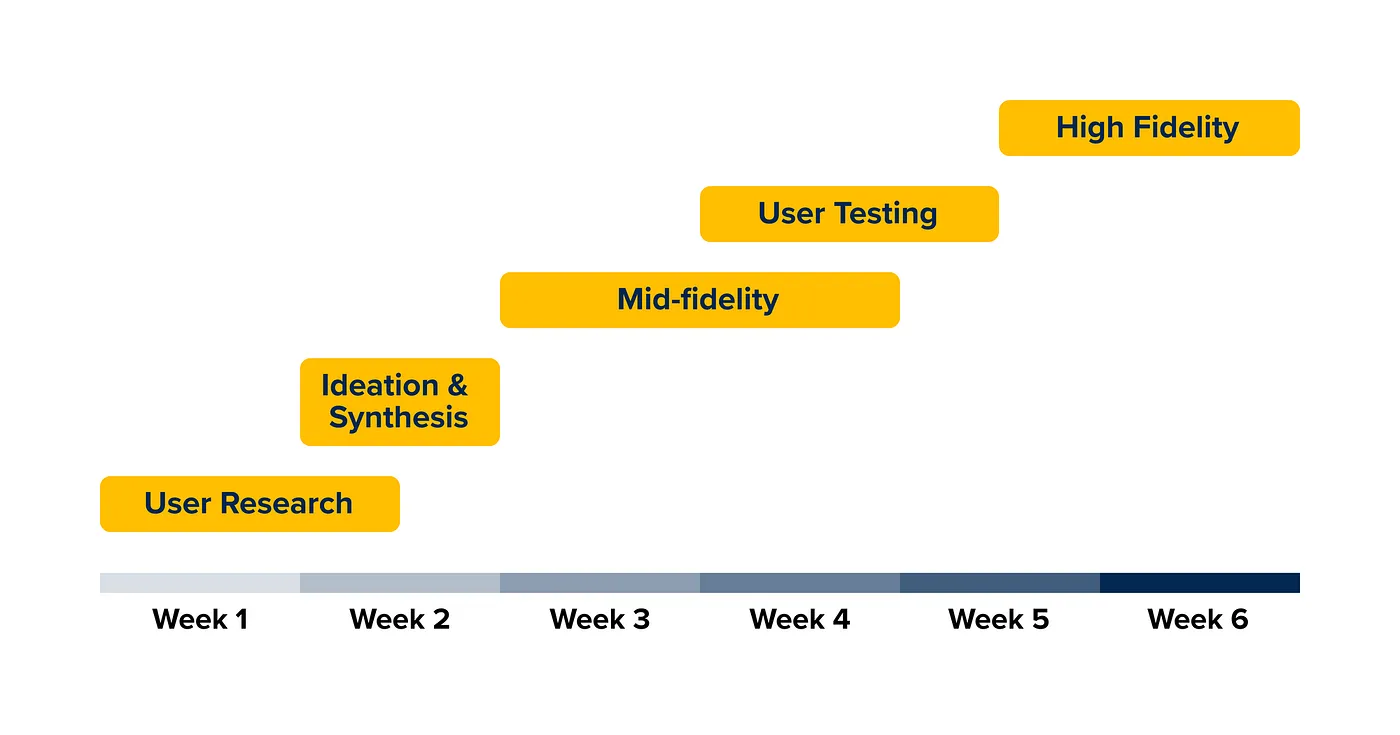 High Fidelity
User Testing
Mid-fidelity
Ideation &
Synthesis
User Research
Week 1
Week 2
Week 3
Week 4
Week 5
Week 6